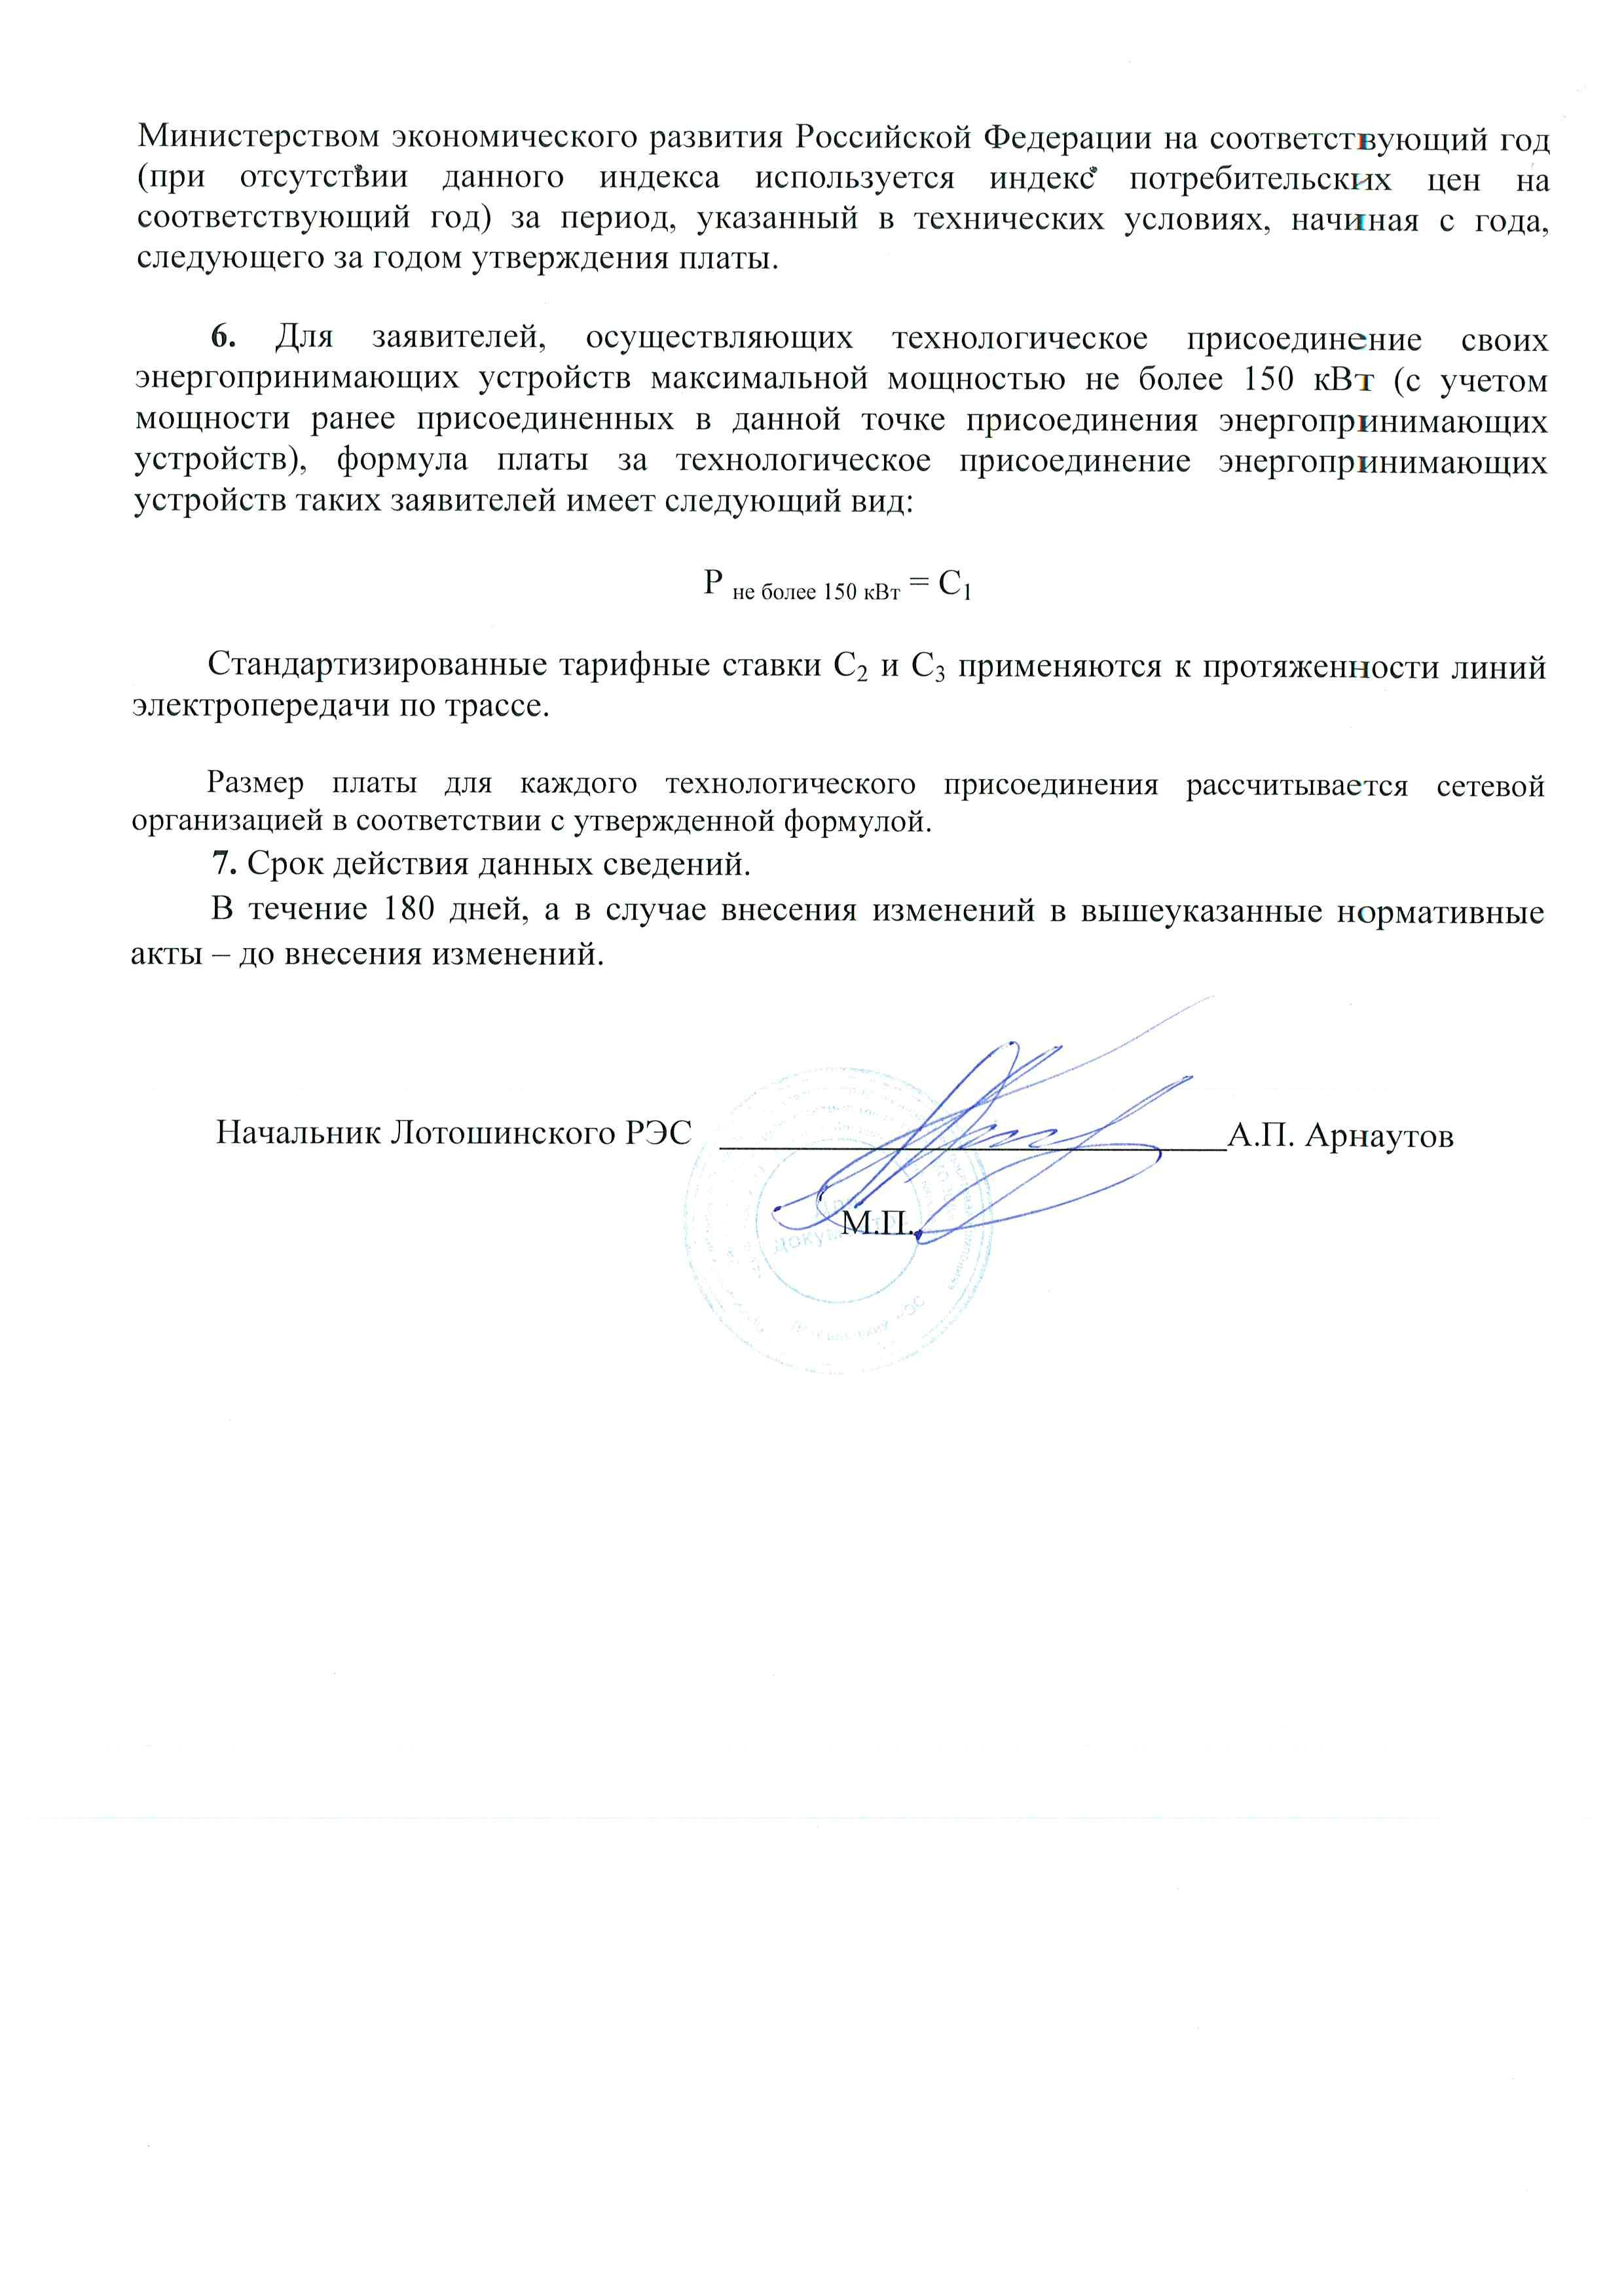 Министерством экономического развития Российской Федерации на соответствующий год
(при отсутствии данного индекса используется индекс потребительских цен на
соответствующий год) за период, указанный в технических условиях, начиная с года,
следующего за годом утверждения платы.
6. Для заявителей, осуществляющих технологическое присоединение своих
энергопринимающих устройств максимальной мощностью не более 150 кВт (с учетом
мощности ранее присоединенных в данной точке присоединения энергопринимающих
устройств), формула платы за технологическое присоединение энергопринимающих
устройств таких заявителей имеет следующий вид:
Р не более 150 кВт = С1
Стандартизированные тарифные ставки С2 и С3 применяются к протяженности линий
электропередачи по трассе.
Размер платы для каждого технологического присоединения рассчитывается сетевой
организацией в соответствии с утвержденной формулой.
7. Срок действия данных сведений.
В течение 180 дней, а в случае внесения изменений в вышеуказанные нормативные
акты – до внесения изменений.
Начальник Лотошинского РЭС А.П. Арнаутов
М.П.